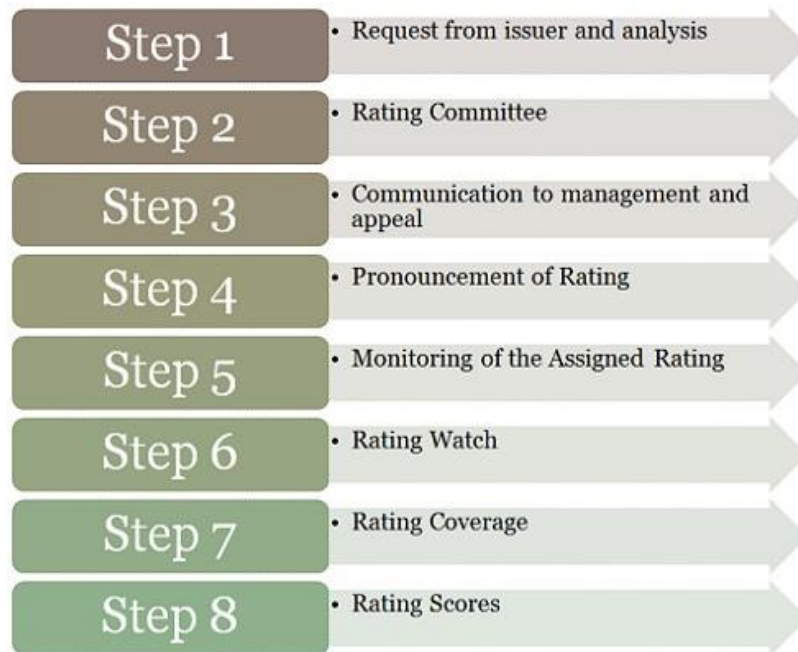 Step 1
• Request from issuer and analysis
Step 2
• Rating Committee
Step 3
• Communication to management and
appeal
Step 4
• Pronouncement of Rating
Step 5
• Monitoring of the Assigned Rating
Step 6
• Rating Watch
Step 7
• Rating Coverage
Step 8
• Rating Scores